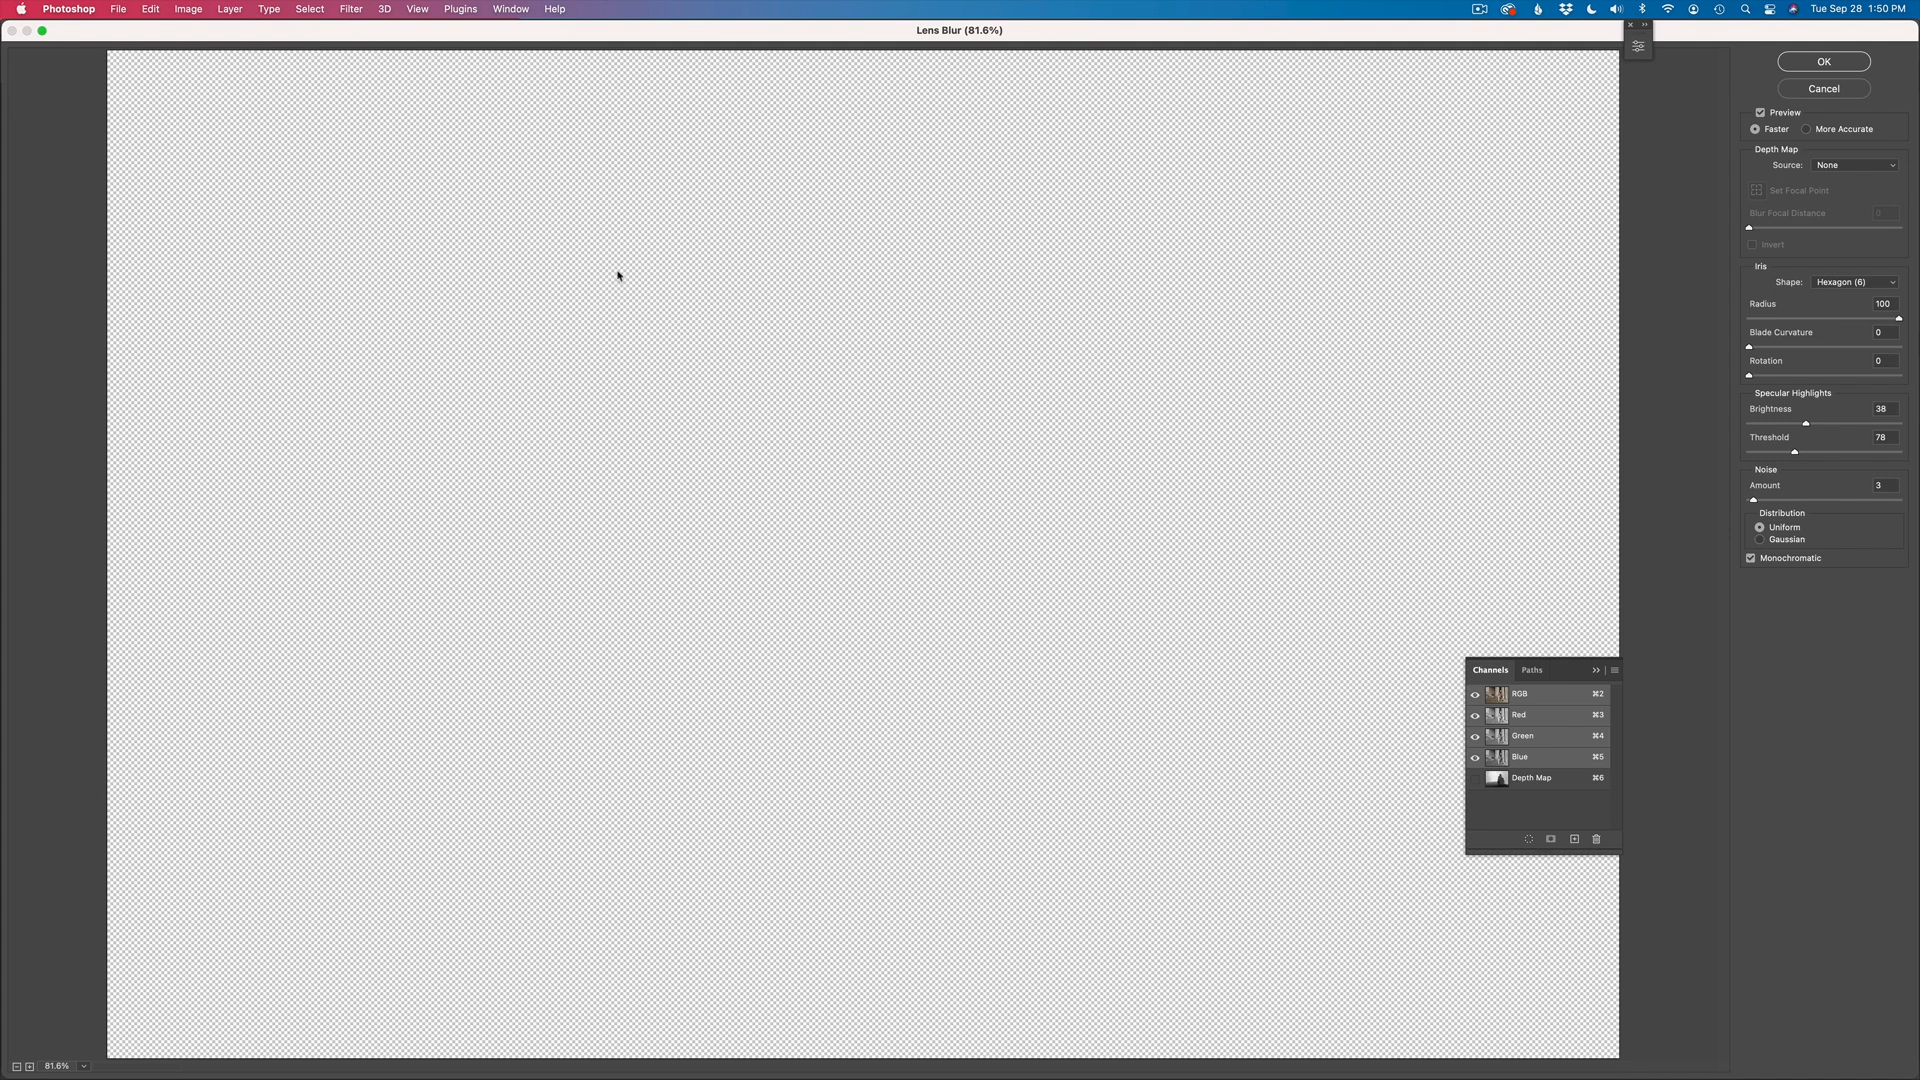 Photoshop File Edit Image Layer Type Select Filter 3D View Plugins Window Help Tue Sep 28 1:50 PM
Lens Blur (81.6%)
OK
Cancel
Preview
Faster More Accurate
Depth Map
Source: None
Set Focal Point
Blur Focal Distance 0
Invert
Iris
Shape: Hexagon (6)
Radius 100
Blade Curvature 0
Rotation 0
Specular Highlights
Brightness 38
Threshold 78
Noise
Amount 3
Distribution
Uniform
Gaussian
Monochromatic
Channels Paths
RGB ⌘2
Red ⌘3
Green ⌘4
Blue ⌘5
Depth Map ⌘6
81.6%